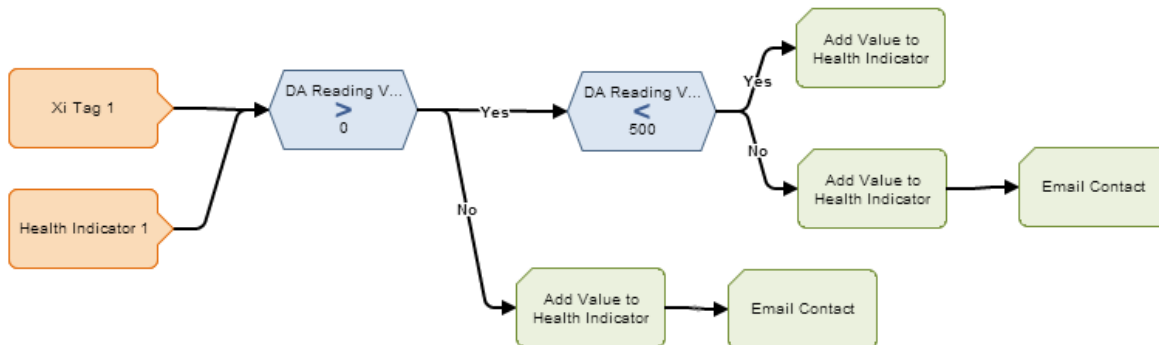 Add Value to
Health Indicator
DA Reading V...
>
0
DA Reading V...
<
500
Xi Tag 1
Yes
Yes
No
Add Value to
Health Indicator
Email Contact
Health Indicator 1
No
Add Value to
Health Indicator
Email Contact